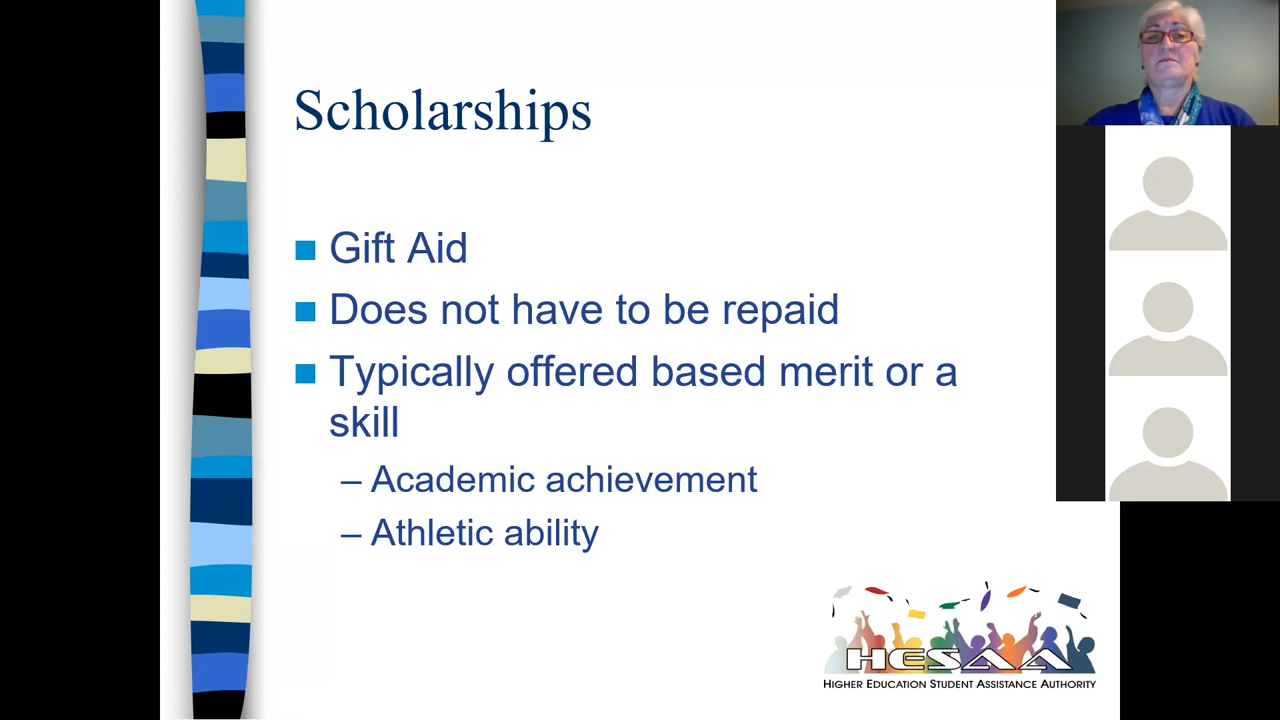 Scholarships
Gift Aid
Does not have to be repaid
Typically offered based merit or a
skill
– Academic achievement
– Athletic ability
HESAA
HIGHER EDUCATION STUDENT ASSISTANCE AUTHORITY